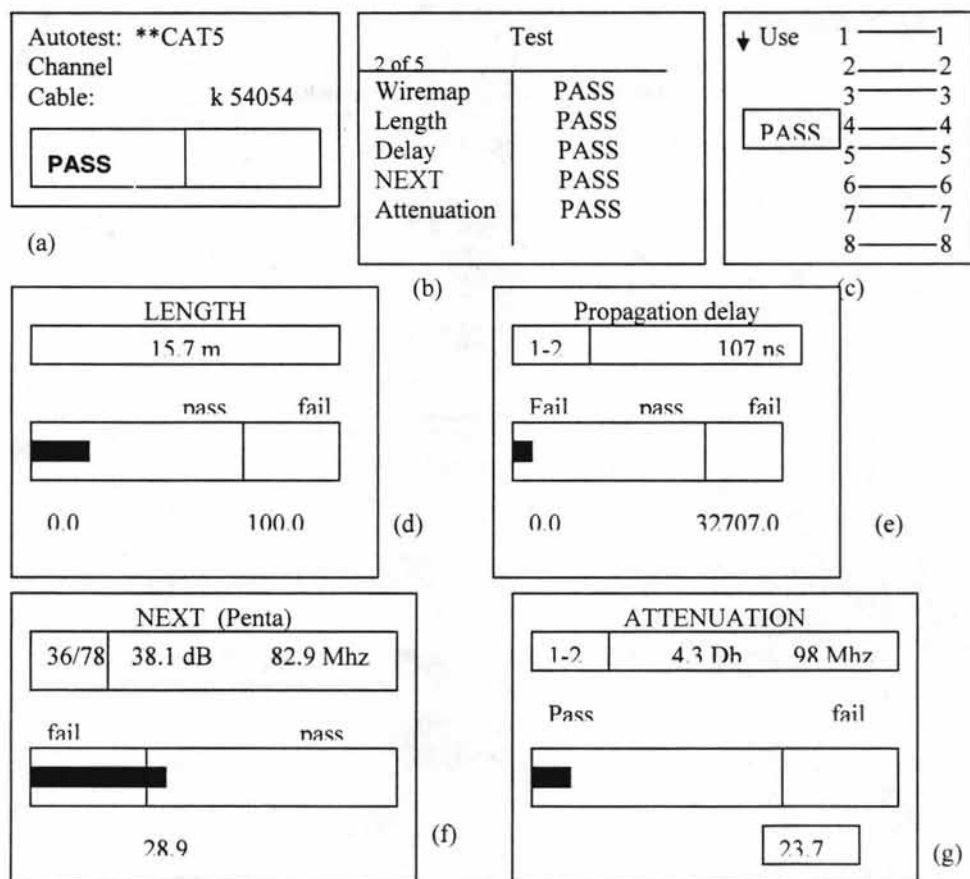 Autotest: **CAT5
Channel
Cable: k 54054
PASS
(a)
Test
2 of 5
Wiremap PASS
Length PASS
Delay PASS
NEXT PASS
Attenuation PASS
(b)
Use
PASS
1 1
2 2
3 3
4 4
5 5
6 6
7 7
8 8
(c)
LENGTH
15.7 m
pass fail
0.0 100.0
(d)
Propagation delay
1-2 107 ns
Fail pass fail
0.0 32707.0
(e)
NEXT (Penta)
36/78 38.1 dB 82.9 Mhz
fail pass
28.9
(f)
ATTENUATION
1-2 4.3 Db 98 Mhz
Pass fail
23.7
(g)